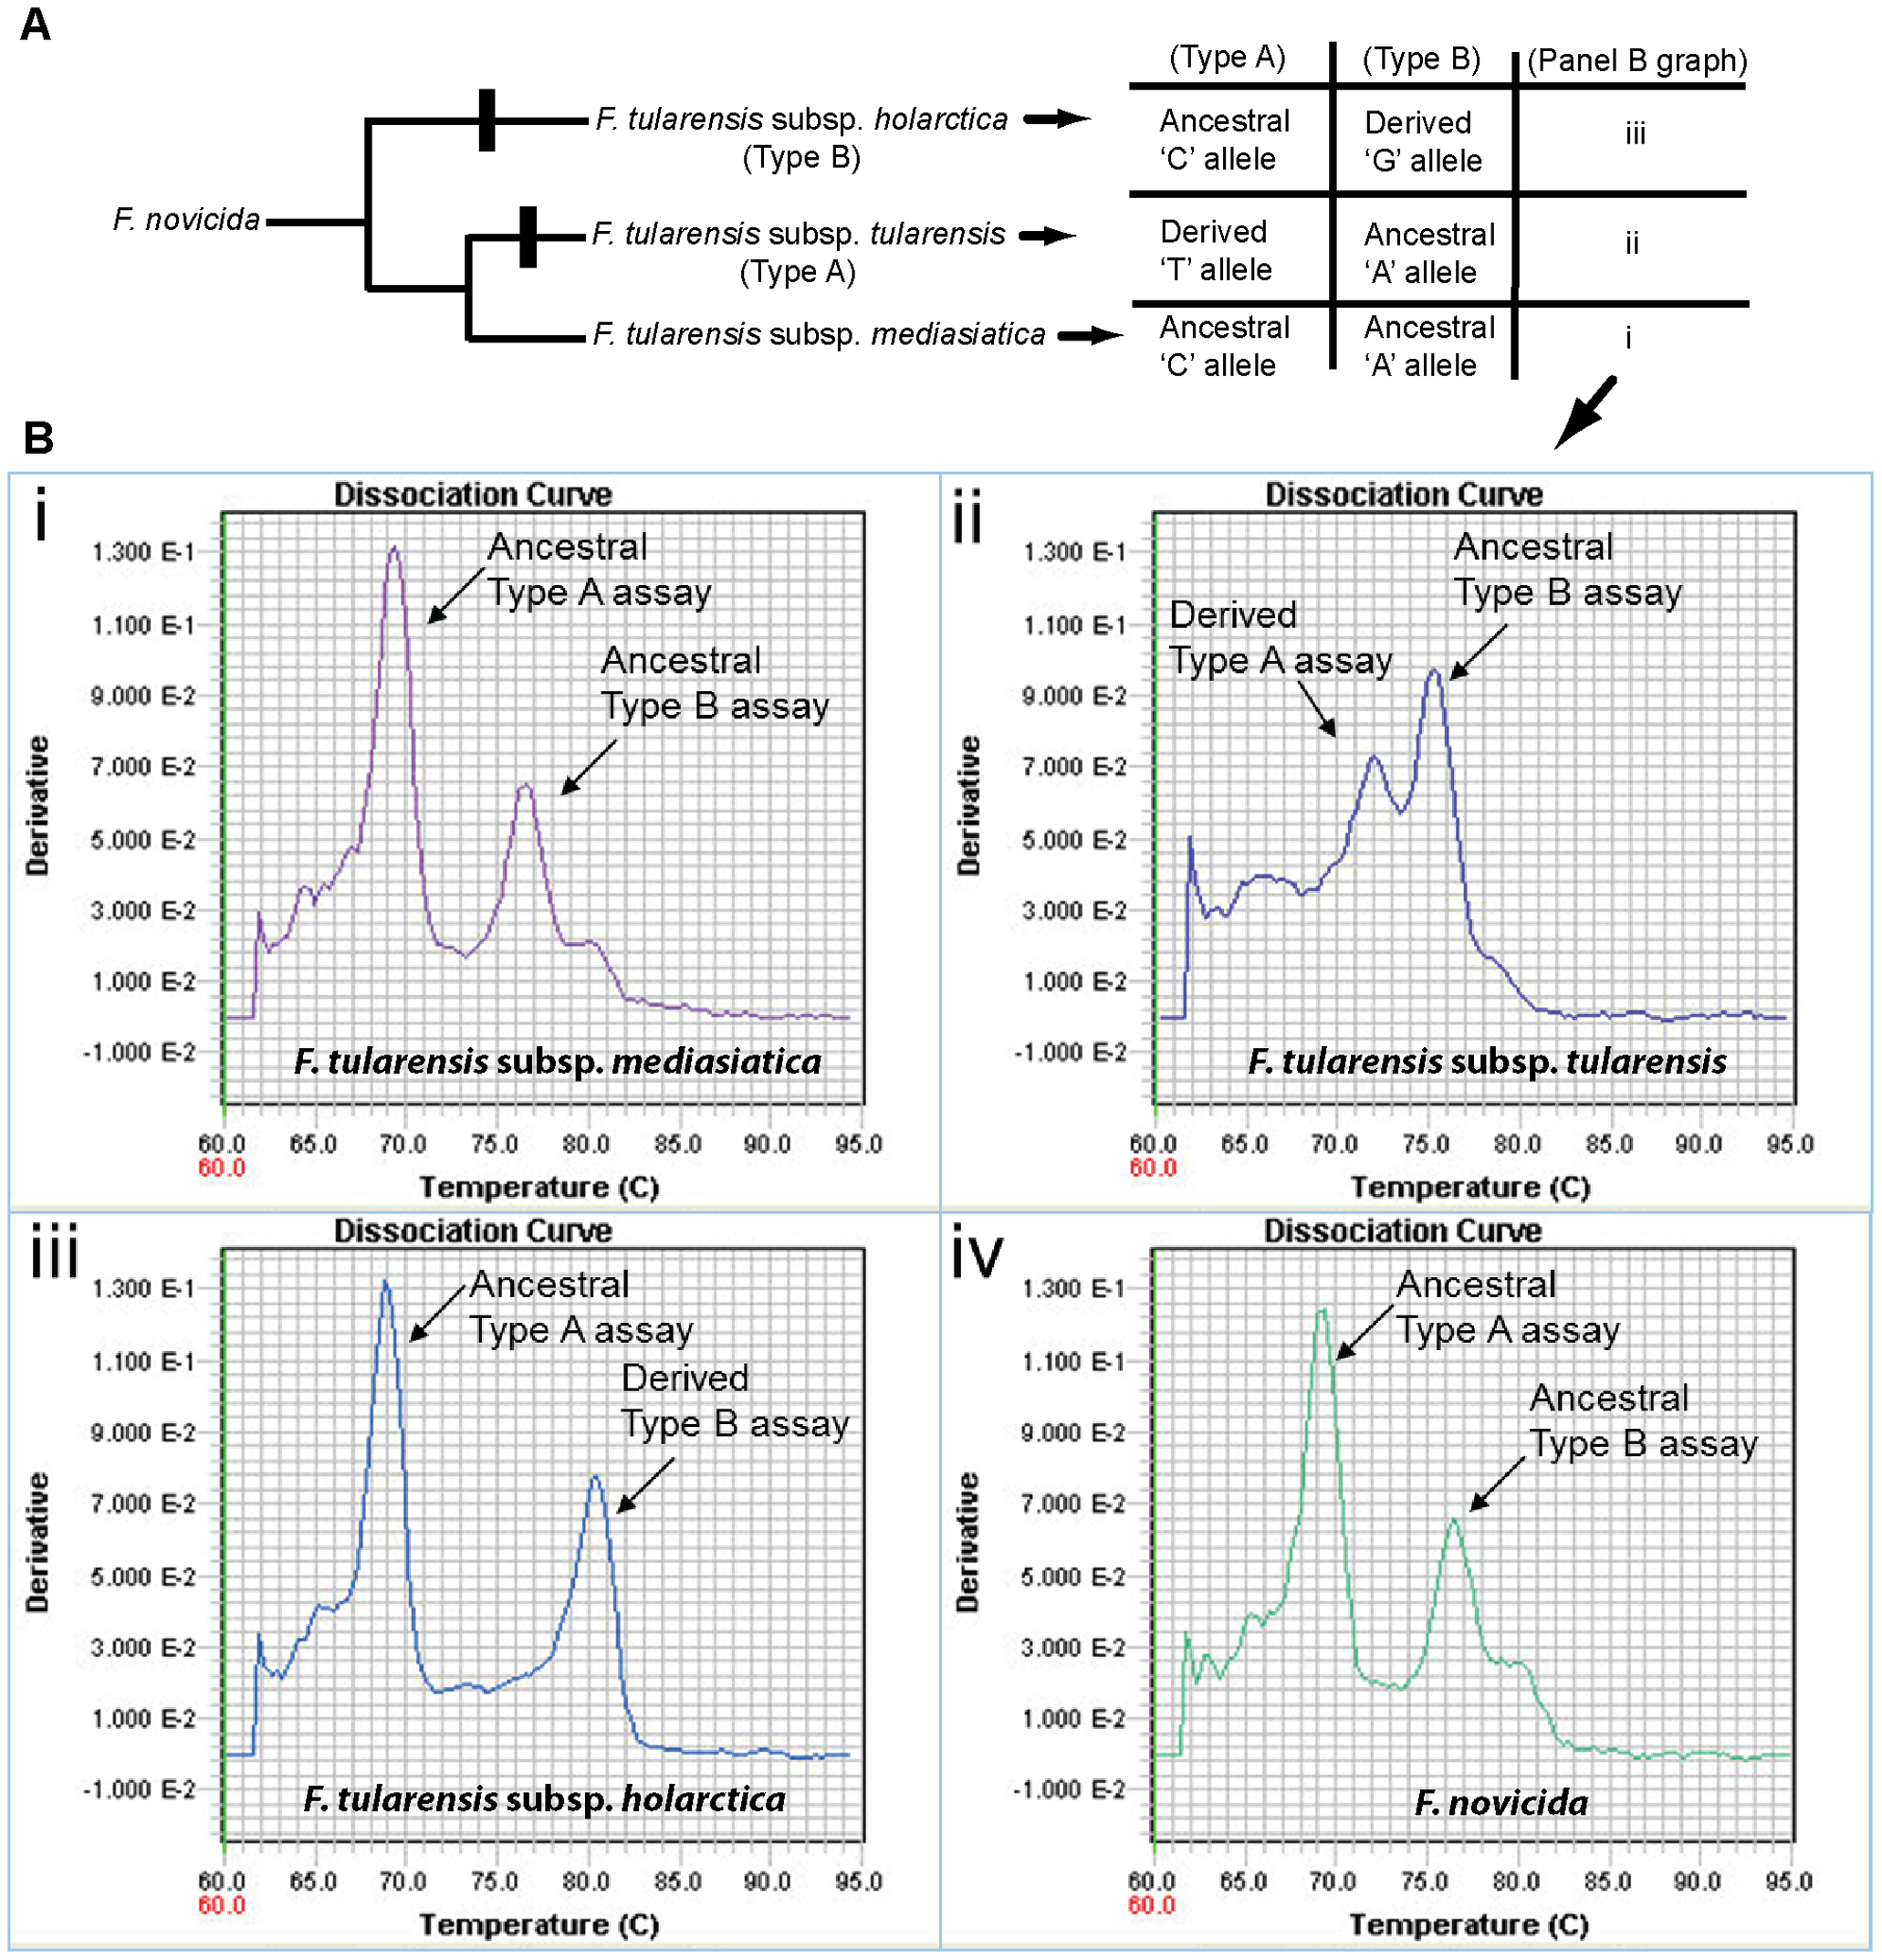 A
(Type A) (Type B) (Panel B graph)
F. tularensis subsp. holarctica
(Type B)
Ancestral
‘C’ allele
Derived
‘G’ allele
iii
F. novicida
F. tularensis subsp. tularensis
(Type A)
Derived
‘T’ allele
Ancestral
‘A’ allele
ii
F. tularensis subsp. mediasiatica
Ancestral
‘C’ allele
Ancestral
‘A’ allele
i
B
i
Dissociation Curve
Ancestral
Type A assay
Ancestral
Type B assay
Derivative
1.300 E-1
1.100 E-1
9.000 E-2
7.000 E-2
5.000 E-2
3.000 E-2
1.000 E-2
-1.000 E-2
F. tularensis subsp. mediasiatica
60.0 65.0 70.0 75.0 80.0 85.0 90.0 95.0
60.0
Temperature (C)
ii
Dissociation Curve
Ancestral
Type B assay
Derived
Type A assay
Derivative
1.300 E-1
1.100 E-1
9.000 E-2
7.000 E-2
5.000 E-2
3.000 E-2
1.000 E-2
-1.000 E-2
F. tularensis subsp. tularensis
60.0 65.0 70.0 75.0 80.0 85.0 90.0 95.0
60.0
Temperature (C)
iii
Dissociation Curve
Ancestral
Type A assay
Derived
Type B assay
Derivative
1.300 E-1
1.100 E-1
9.000 E-2
7.000 E-2
5.000 E-2
3.000 E-2
1.000 E-2
-1.000 E-2
F. tularensis subsp. holarctica
60.0 65.0 70.0 75.0 80.0 85.0 90.0 95.0
60.0
Temperature (C)
iv
Dissociation Curve
Ancestral
Type A assay
Ancestral
Type B assay
Derivative
1.300 E-1
1.100 E-1
9.000 E-2
7.000 E-2
5.000 E-2
3.000 E-2
1.000 E-2
-1.000 E-2
F. novicida
60.0 65.0 70.0 75.0 80.0 85.0 90.0 95.0
60.0
Temperature (C)